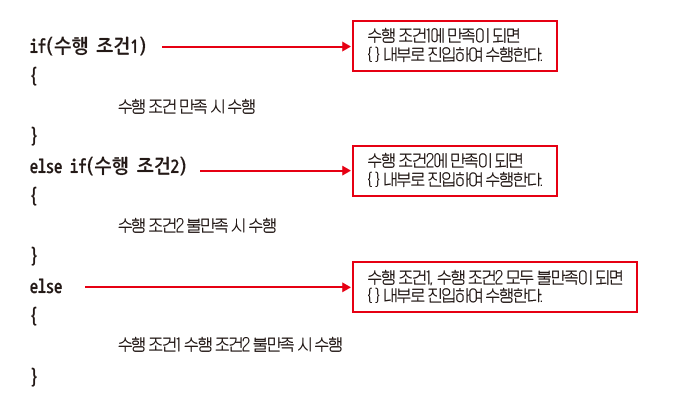 if(수행 조건1)
수행 조건1에 만족이 되면
{ } 내부로 진입하여 수행한다.
{
수행 조건 만족 시 수행
}
else if(수행 조건2)
수행 조건2에 만족이 되면
{ } 내부로 진입하여 수행한다.
{
수행 조건2 불만족 시 수행
}
else
수행 조건1, 수행 조건2 모두 불만족이 되면
{ } 내부로 진입하여 수행한다.
{
수행 조건1 수행 조건2 불만족 시 수행
}